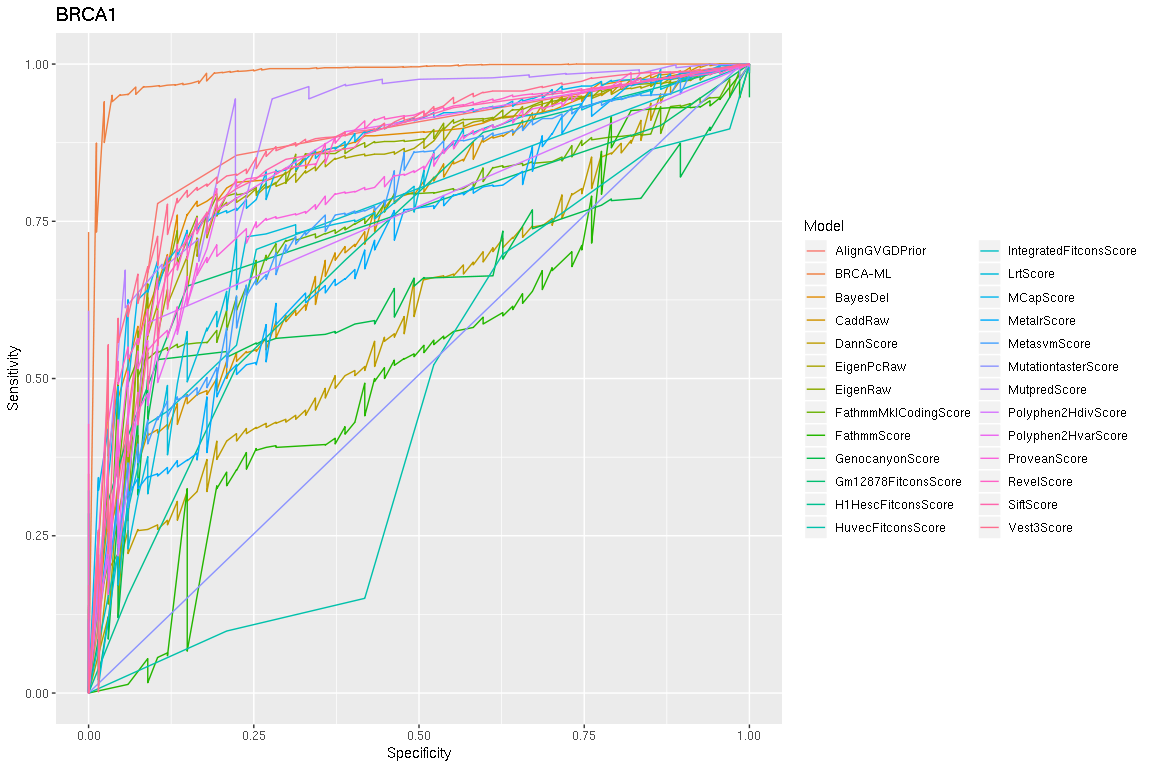 BRCA1
1.00
0.75
0.50
0.25
0.00
Sensitivity
0.00 0.25 0.50 0.75 1.00
Specificity
Model
AlignGVGDPrior
BRCA-ML
BayesDel
CaddRaw
DannScore
EigenPcRaw
EigenRaw
FathmmMklCodingScore
FathmmScore
GenocanyonScore
Gm12878FitconsScore
H1HescFitconsScore
HuvecFitconsScore
IntegratedFitconsScore
LrtScore
MCapScore
MetalrScore
MetasvmScore
MutationtasterScore
MutpredScore
Polyphen2HdivScore
Polyphen2HvarScore
ProveanScore
RevelScore
SiftScore
Vest3Score